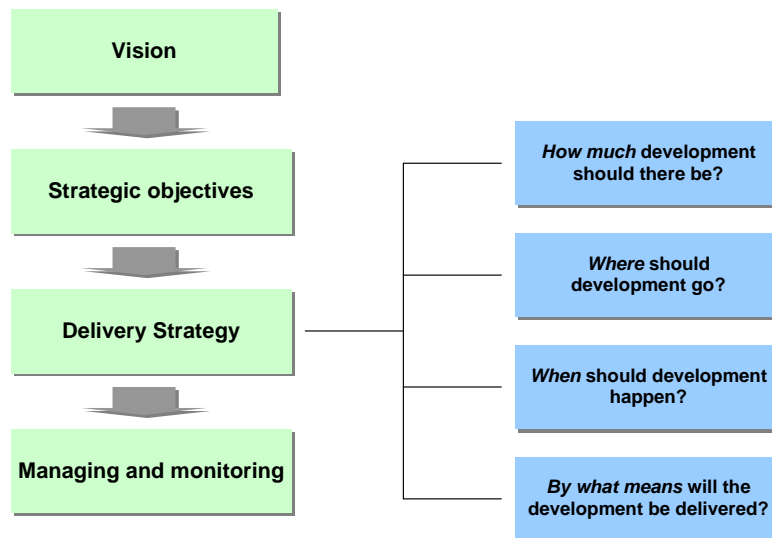 Vision
Strategic objectives
Delivery Strategy
Managing and monitoring
How much development
should there be?
Where should
development go?
When should development
happen?
By what means will the
development be delivered?